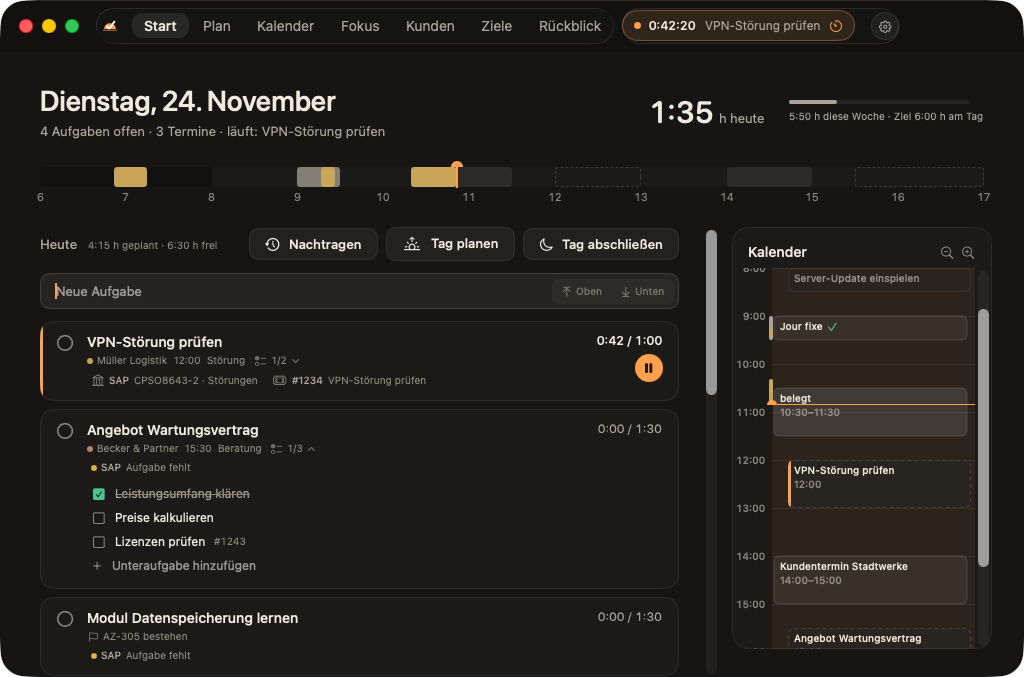 Start Plan Kalender Fokus Kunden Ziele Rückblick 0:42:20 VPN-Störung prüfen
Dienstag, 24. November
4 Aufgaben offen · 3 Termine · läuft: VPN-Störung prüfen
1:35 h heute
5:50 h diese Woche · Ziel 6:00 h am Tag
6 7 8 9 10 11 12 13 14 15 16 17
Heute 4:15 h geplant · 6:30 h frei
Nachtragen
Tag planen
Tag abschließen
Neue Aufgabe
Oben
Unten
VPN-Störung prüfen 0:42 / 1:00
Müller Logistik 12:00 Störung 1/2
SAP CPSO8643-2 · Störungen #1234 VPN-Störung prüfen
Angebot Wartungsvertrag 0:00 / 1:30
Becker & Partner 15:30 Beratung 1/3
SAP Aufgabe fehlt
Leistungsumfang klären
Preise kalkulieren
Lizenzen prüfen #1243
+ Unteraufgabe hinzufügen
Modul Datenspeicherung lernen 0:00 / 1:30
AZ-305 bestehen
SAP Aufgabe fehlt
Kalender
8:00
Server-Update einspielen
9:00
Jour fixe ✓
10:00
belegt
11:00 10:30–11:30
12:00
VPN-Störung prüfen
12:00
13:00
14:00
Kundentermin Stadtwerke
14:00–15:00
15:00
Angebot Wartungsvertrag